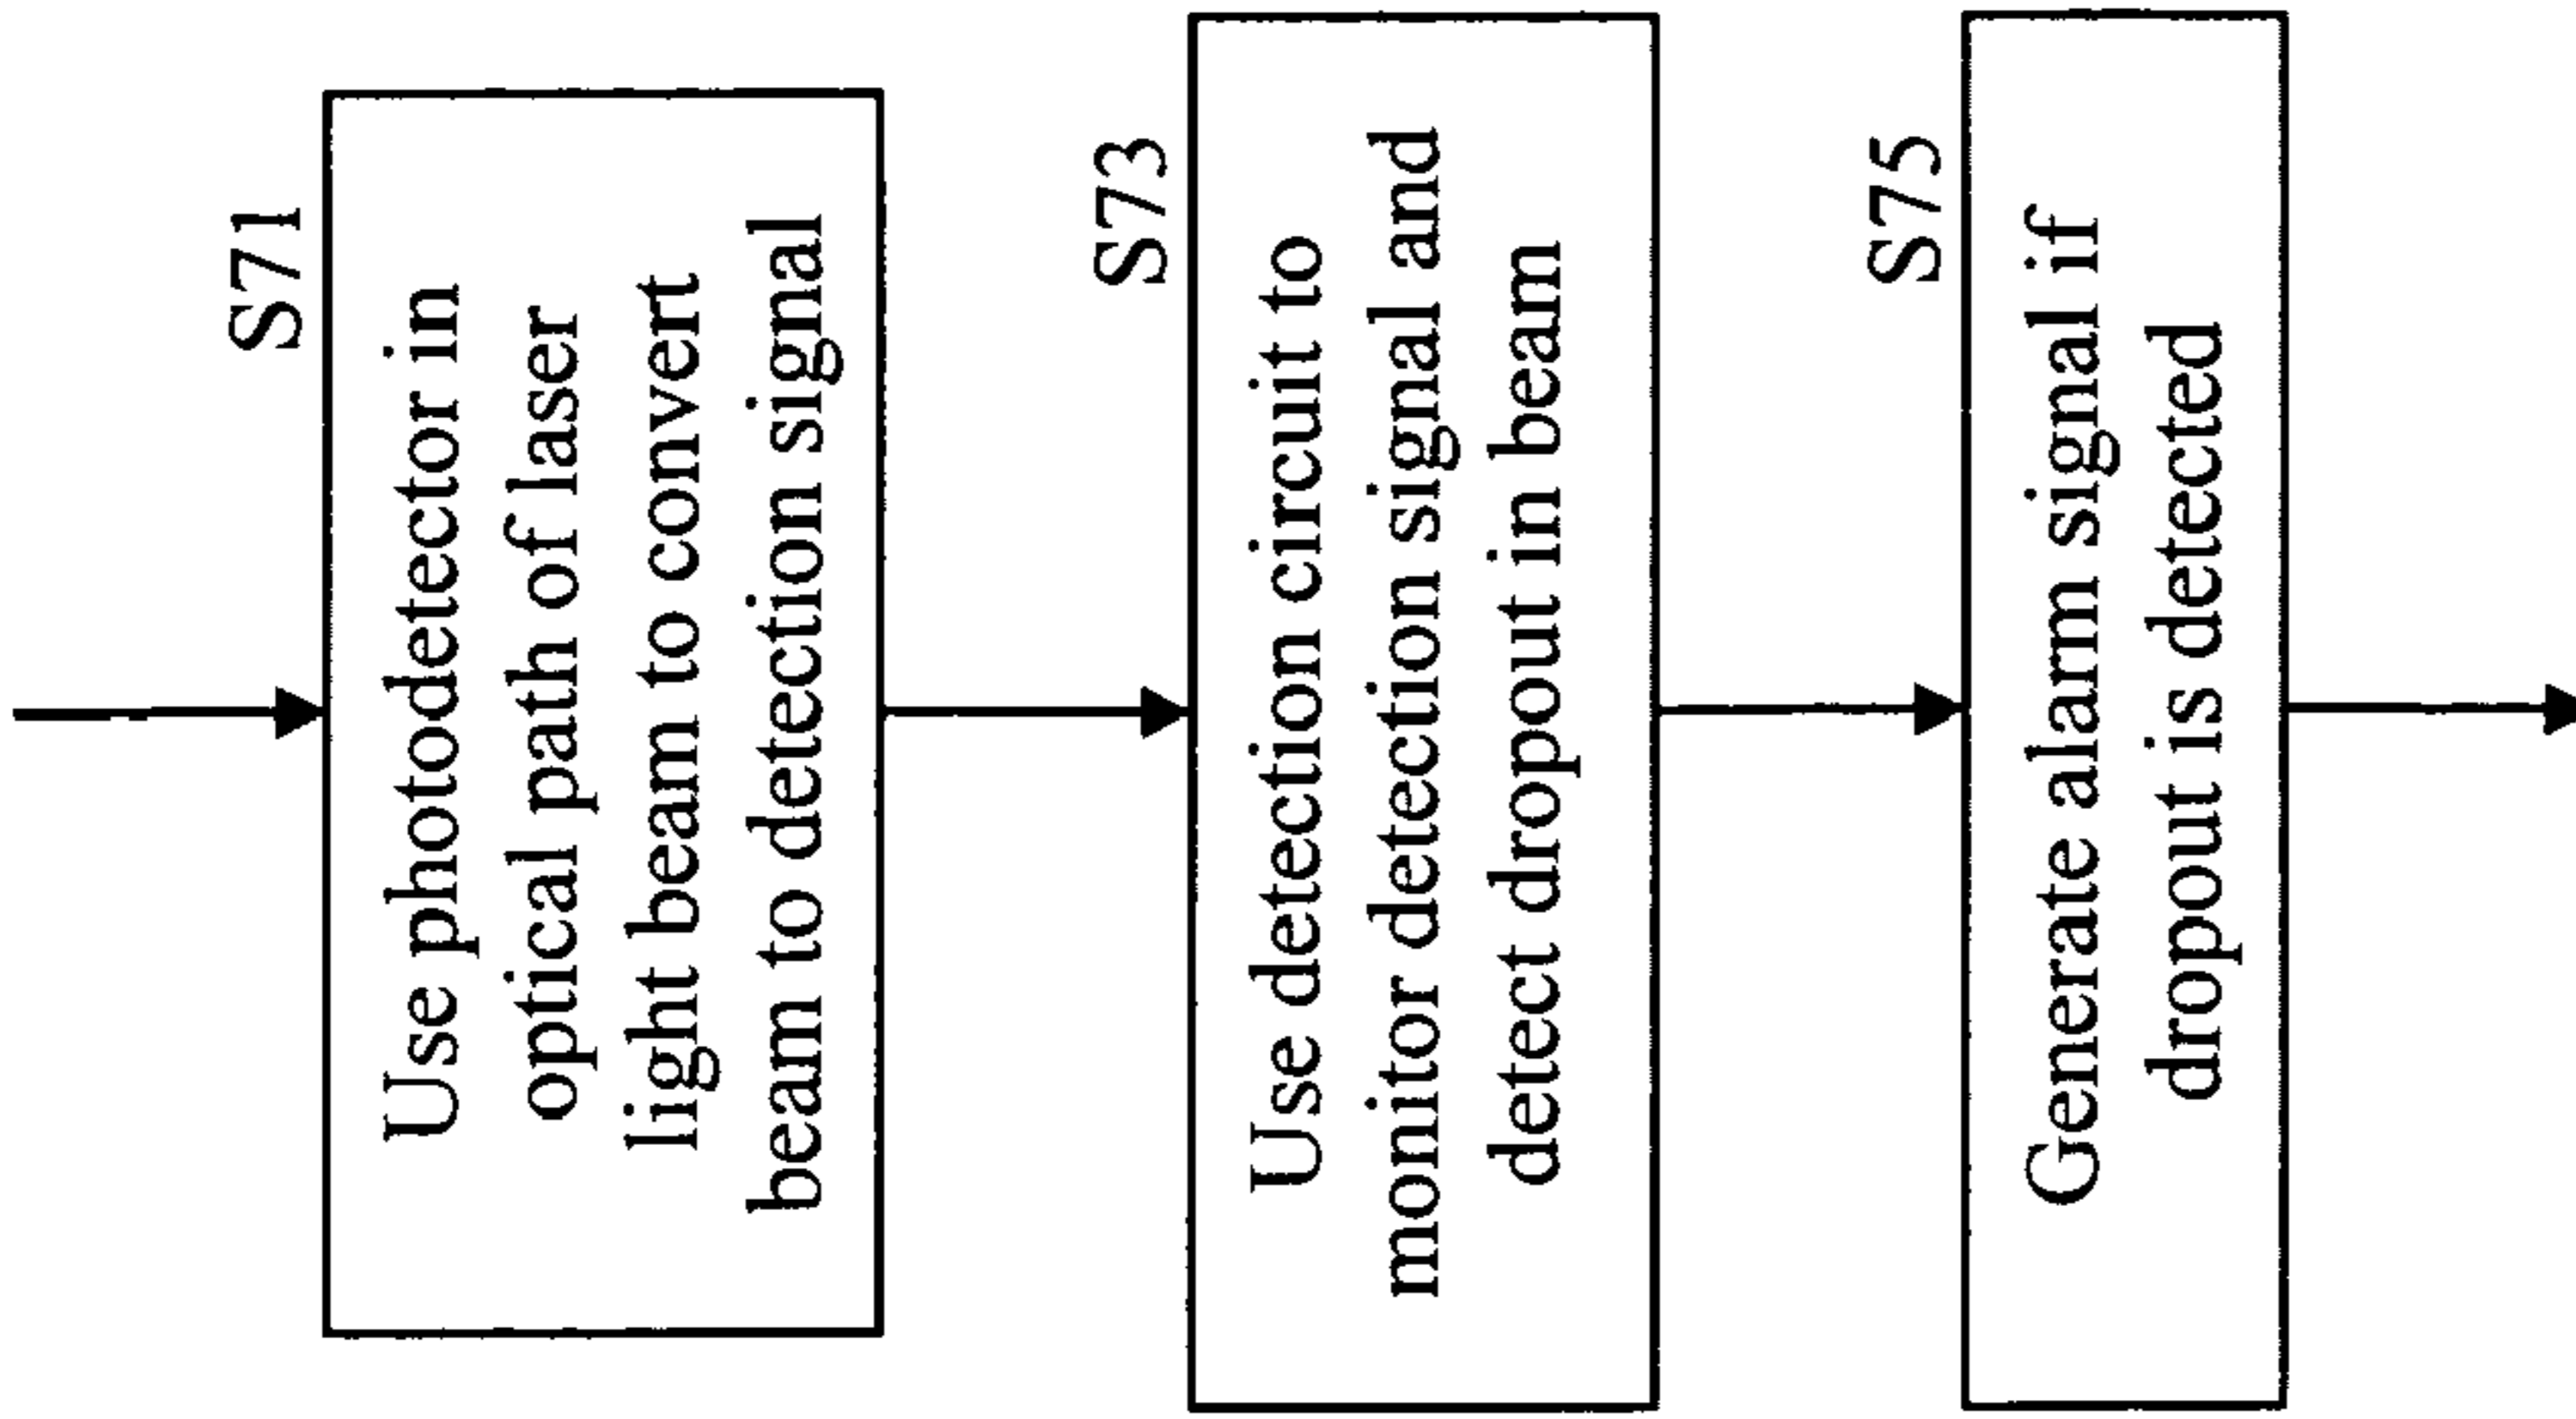 S71
Use photodetector in
optical path of laser
light beam to convert
beam to detection signal
S73
Use detection circuit to
monitor detection signal and
detect dropout in beam
S75
Generate alarm signal if
dropout is detected